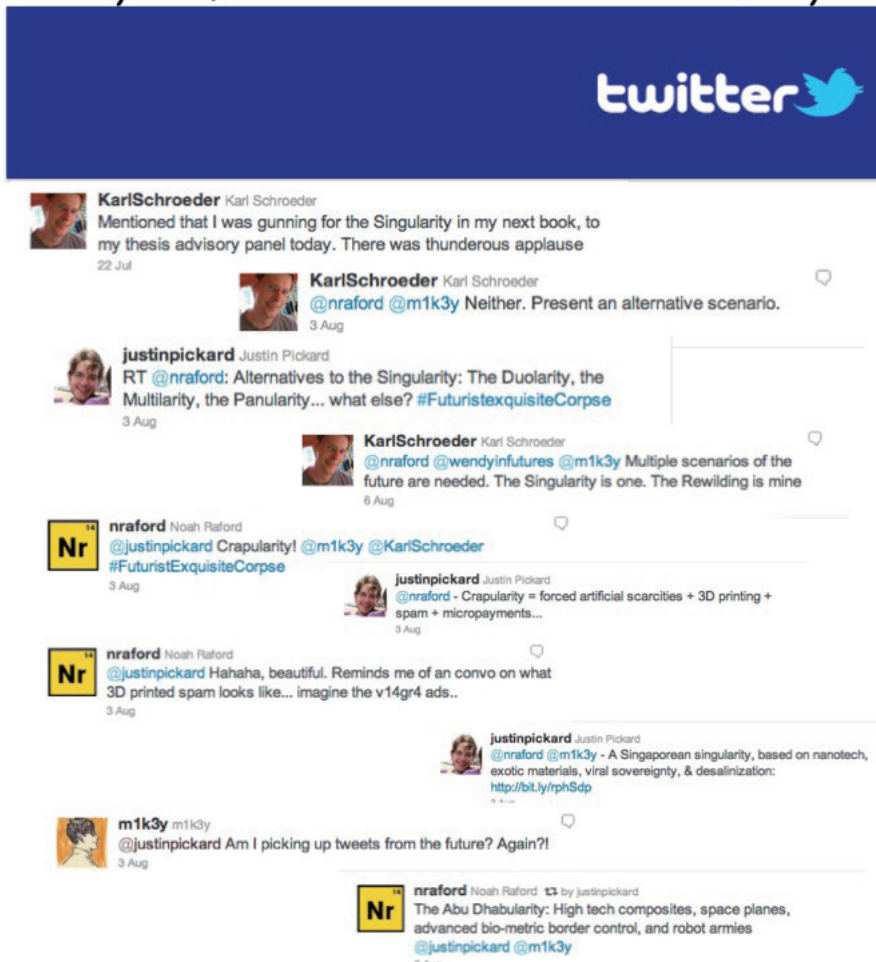 twitter
KarlSchroeder Karl Schroeder
Mentioned that I was gunning for the Singularity in my next book, to
my thesis advisory panel today. There was thunderous applause
22 Jul
KarlSchroeder Karl Schroeder
@nraford @m1k3y Neither. Present an alternative scenario.
3 Aug
justinpickard Justin Pickard
RT @nraford: Alternatives to the Singularity: The Duolarity, the
Multilarity, the Panularity... what else? #FuturistexquisiteCorpse
3 Aug
KarlSchroeder Karl Schroeder
@nraford @wendyinfutures @m1k3y Multiple scenarios of the
future are needed. The Singularity is one. The Rewilding is mine
6 Aug
14
Nr
nraford Noah Raford
@justinpickard Crapularity! @m1k3y @KarlSchroeder
#FuturistExquisiteCorpse
3 Aug
justinpickard Justin Pickard
@nraford - Crapularity = forced artificial scarcities + 3D printing +
spam + micropayments...
3 Aug
14
Nr
nraford Noah Raford
@justinpickard Hahaha, beautiful. Reminds me of an convo on what
3D printed spam looks like... imagine the v14gr4 ads..
3 Aug
justinpickard Justin Pickard
@nraford @m1k3y - A Singaporean singularity, based on nanotech,
exotic materials, viral sovereignty, & desalinization:
http://bit.ly/rphSdp
m1k3y m1k3y
@justinpickard Am I picking up tweets from the future? Again?!
3 Aug
14
Nr
nraford Noah Raford by justinpickard
The Abu Dhabularity: High tech composites, space planes,
advanced bio-metric border control, and robot armies
@justinpickard @m1k3y